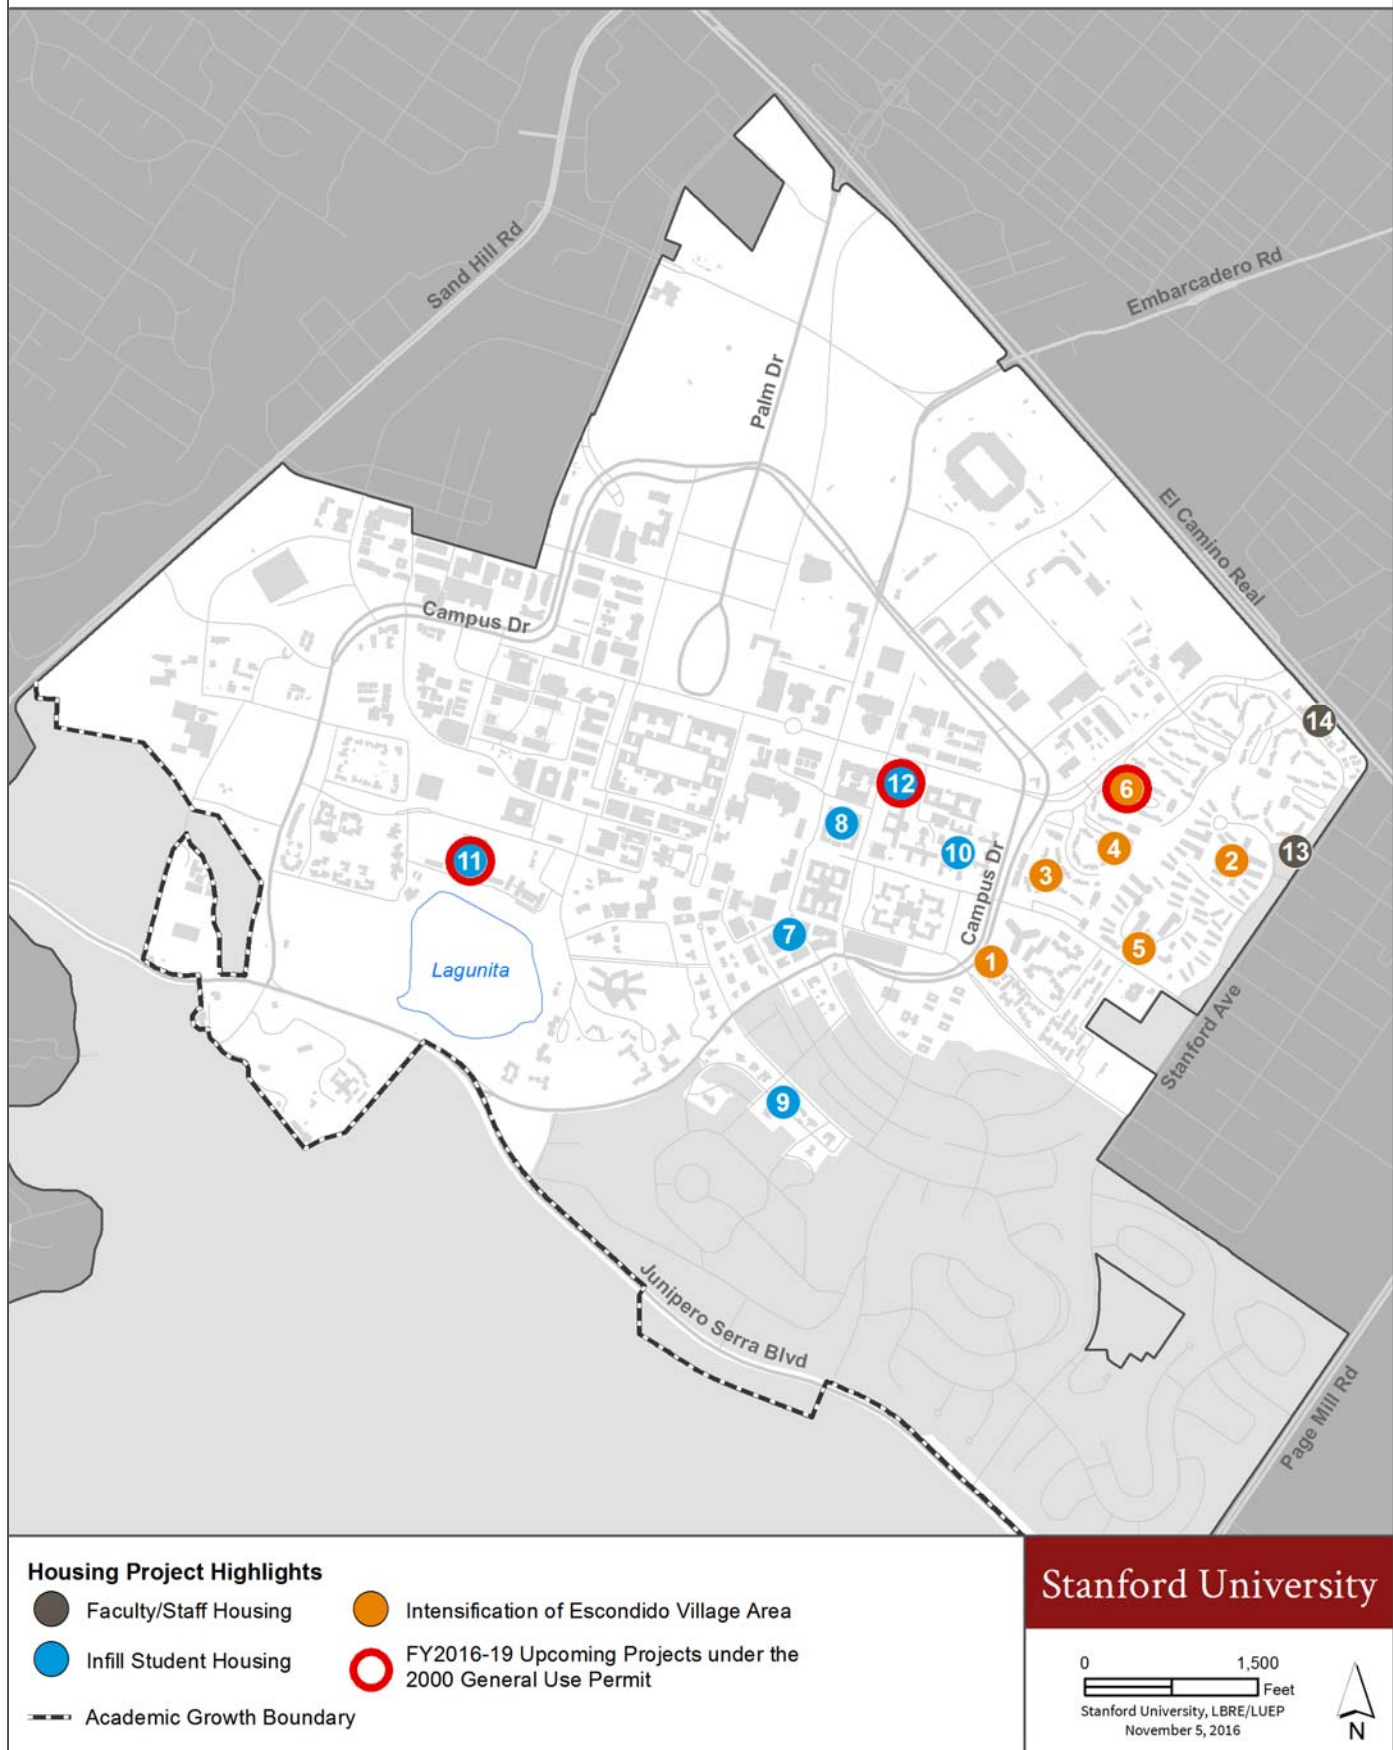 Sand Hill Rd
Embarcadero Rd
Palm Dr
El Camino Real
Campus Dr
14
12
6
8
4
10
2
13
11
3
Campus Dr
7
5
1
Lagunita
Stanford Ave
9
Junipero Serra Blvd
Page Mill Rd
Housing Project Highlights
Faculty/Staff Housing
Intensification of Escondido Village Area
Infill Student Housing
FY2016-19 Upcoming Projects under the
2000 General Use Permit
Academic Growth Boundary
Stanford University
0 1,500
Feet
Stanford University, LBRE/LUEP
November 5, 2016
N